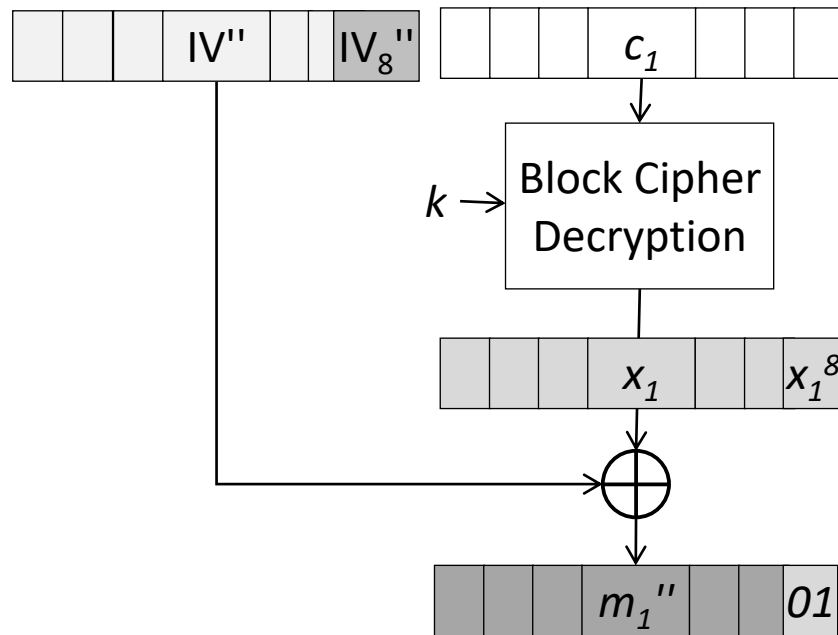 IV'' IV₈'' c₁
k Block Cipher
Decryption
x₁ x₁⁸
m₁'' 01